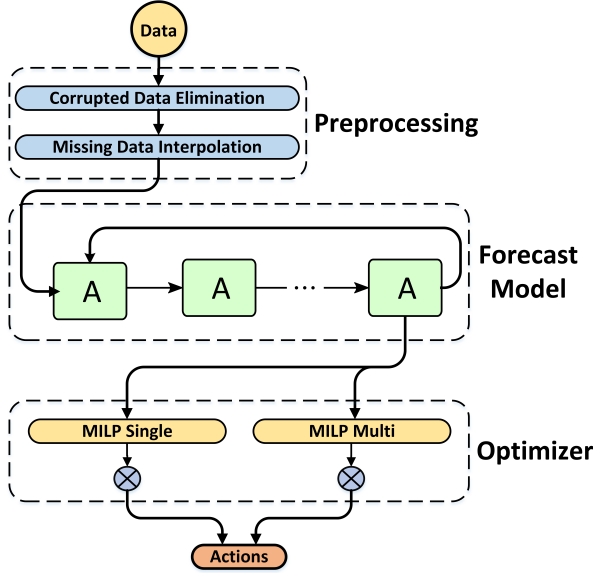 Data
Corrupted Data Elimination
Missing Data Interpolation
Preprocessing
A
A
...
A
Forecast
Model
MILP Single
MILP Multi
Optimizer
Actions